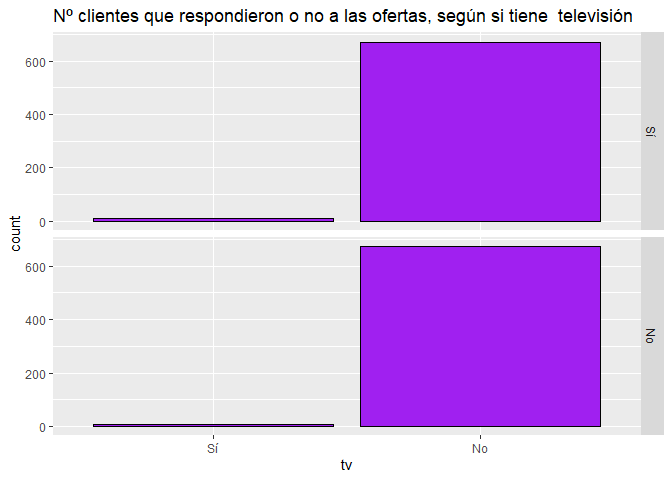 Nº clientes que respondieron o no a las ofertas, según si tiene  televisión
600
400
200
0
Sí
count
600
400
200
0
No
Sí
No
tv